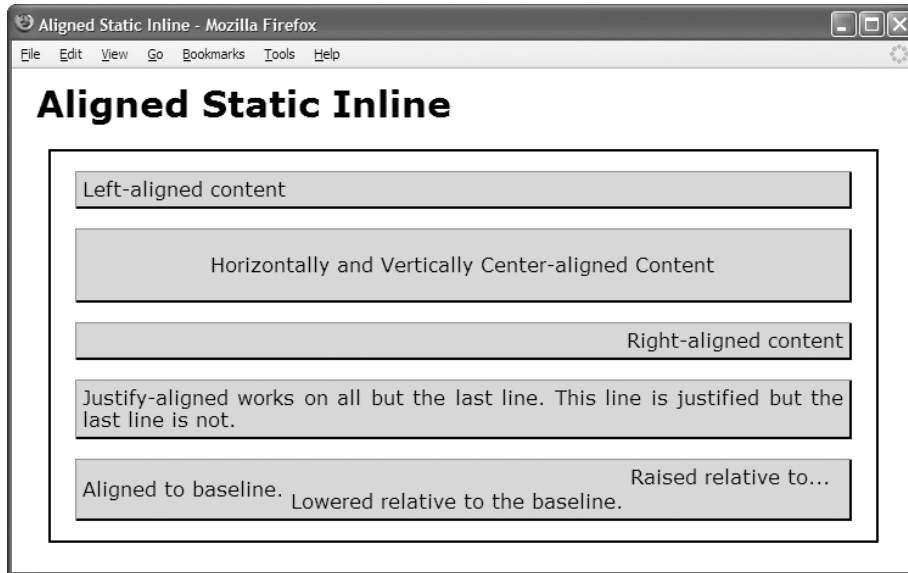 Aligned Static Inline - Mozilla Firefox
File Edit View Go Bookmarks Tools Help
Aligned Static Inline
Left-aligned content
Horizontally and Vertically Center-aligned Content
Right-aligned content
Justify-aligned works on all but the last line. This line is justified but the
last line is not.
Aligned to baseline. Lowered relative to the baseline. Raised relative to...